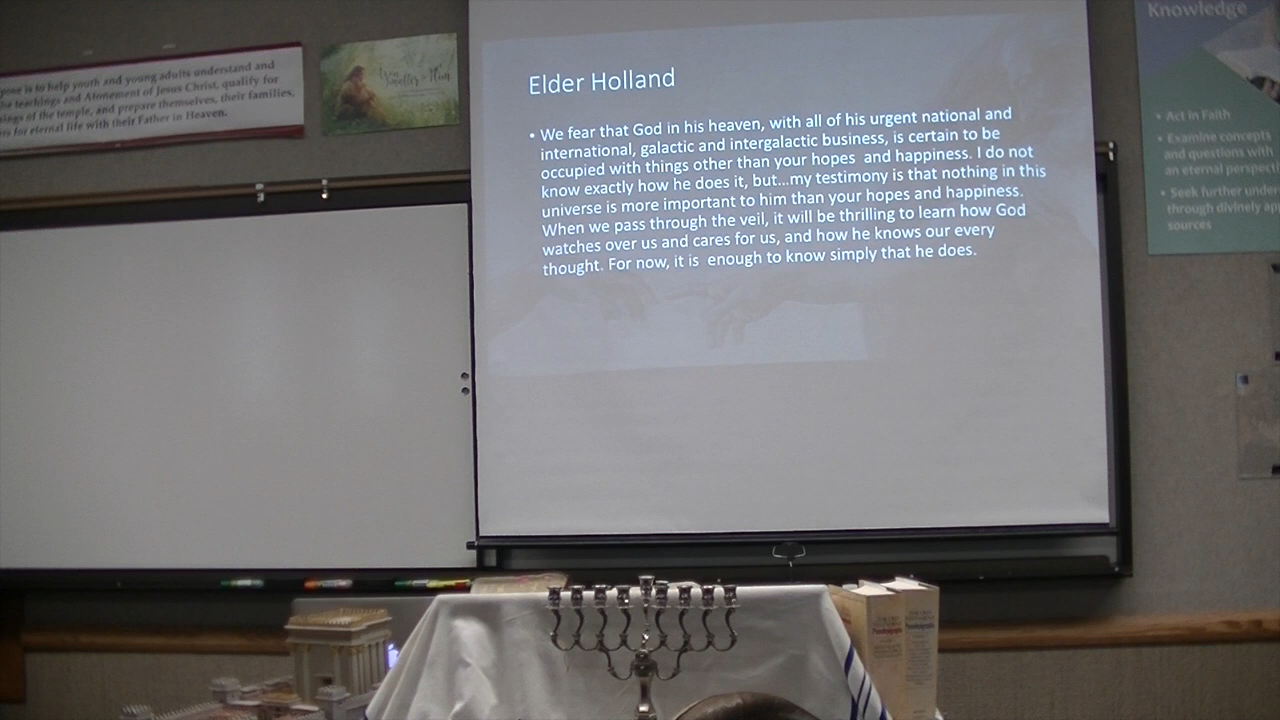 pose is to help youth and young adults understand and
teachings and Atonement of Jesus Christ, qualify for
ings of the temple, and prepare themselves, their families,
rs for eternal life with their Father in Heaven.
You
Matter to Him
Elder Holland
• We fear that God in his heaven, with all of his urgent national and
international, galactic and intergalactic business, is certain to be
occupied with things other than your hopes and happiness. I do not
know exactly how he does it, but...my testimony is that nothing in this
universe is more important to him than your hopes and happiness.
When we pass through the veil, it will be thrilling to learn how God
watches over us and cares for us, and how he knows our every
thought. For now, it is enough to know simply that he does.
Knowledge
• Act in Faith
• Examine concepts
and questions with
an eternal perspecti
• Seek further under
through divinely ap
sources
Pseudepigrapha
Pseudepigrapha